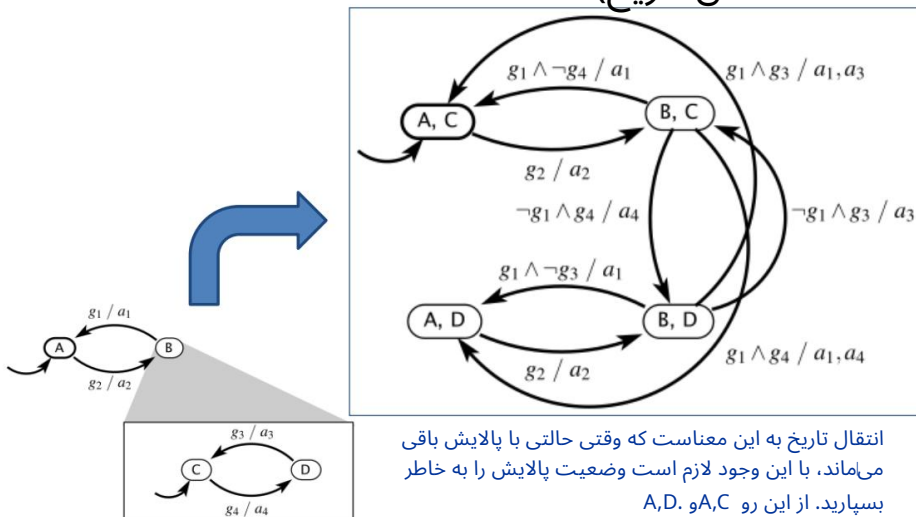 A, C
B, C
A, D
B, D
g₁ ∧ ¬g₄ / a₁
g₁ ∧ g₃ / a₁, a₃
g₂ / a₂
¬g₁ ∧ g₄ / a₄
¬g₁ ∧ g₃ / a₃
g₁ ∧ ¬g₃ / a₁
g₂ / a₂
g₁ ∧ g₄ / a₁, a₄
g₁ / a₁
A
B
g₂ / a₂
g₃ / a₃
C
D
g₄ / a₄
انتقال تاریخ به این معناست که وقتی حالتی با پالایش باقی
می‌ماند، با این وجود لازم است وضعیت پالایش را به خاطر
بسپارید. از این رو A,C و A,D.